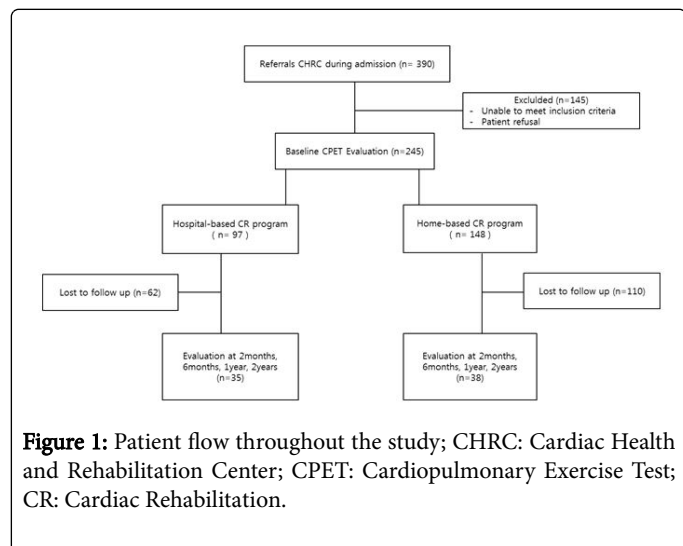 Referrals CHRC during admission (n= 390)
Exclulded (n=145)
- Unable to meet inclusion criteria
- Patient refusal
Baseline CPET Evaluation (n=245)
Hospital-based CR program
( n= 97 )
Home-based CR program
( n= 148 )
Lost to follow up (n=62)
Lost to follow up (n=110)
Evaluation at 2months,
6months, 1year, 2years
(n=35)
Evaluation at 2months,
6months, 1year, 2years
(n=38)
Figure 1: Patient flow throughout the study; CHRC: Cardiac Health
and Rehabilitation Center; CPET: Cardiopulmonary Exercise Test;
CR: Cardiac Rehabilitation.